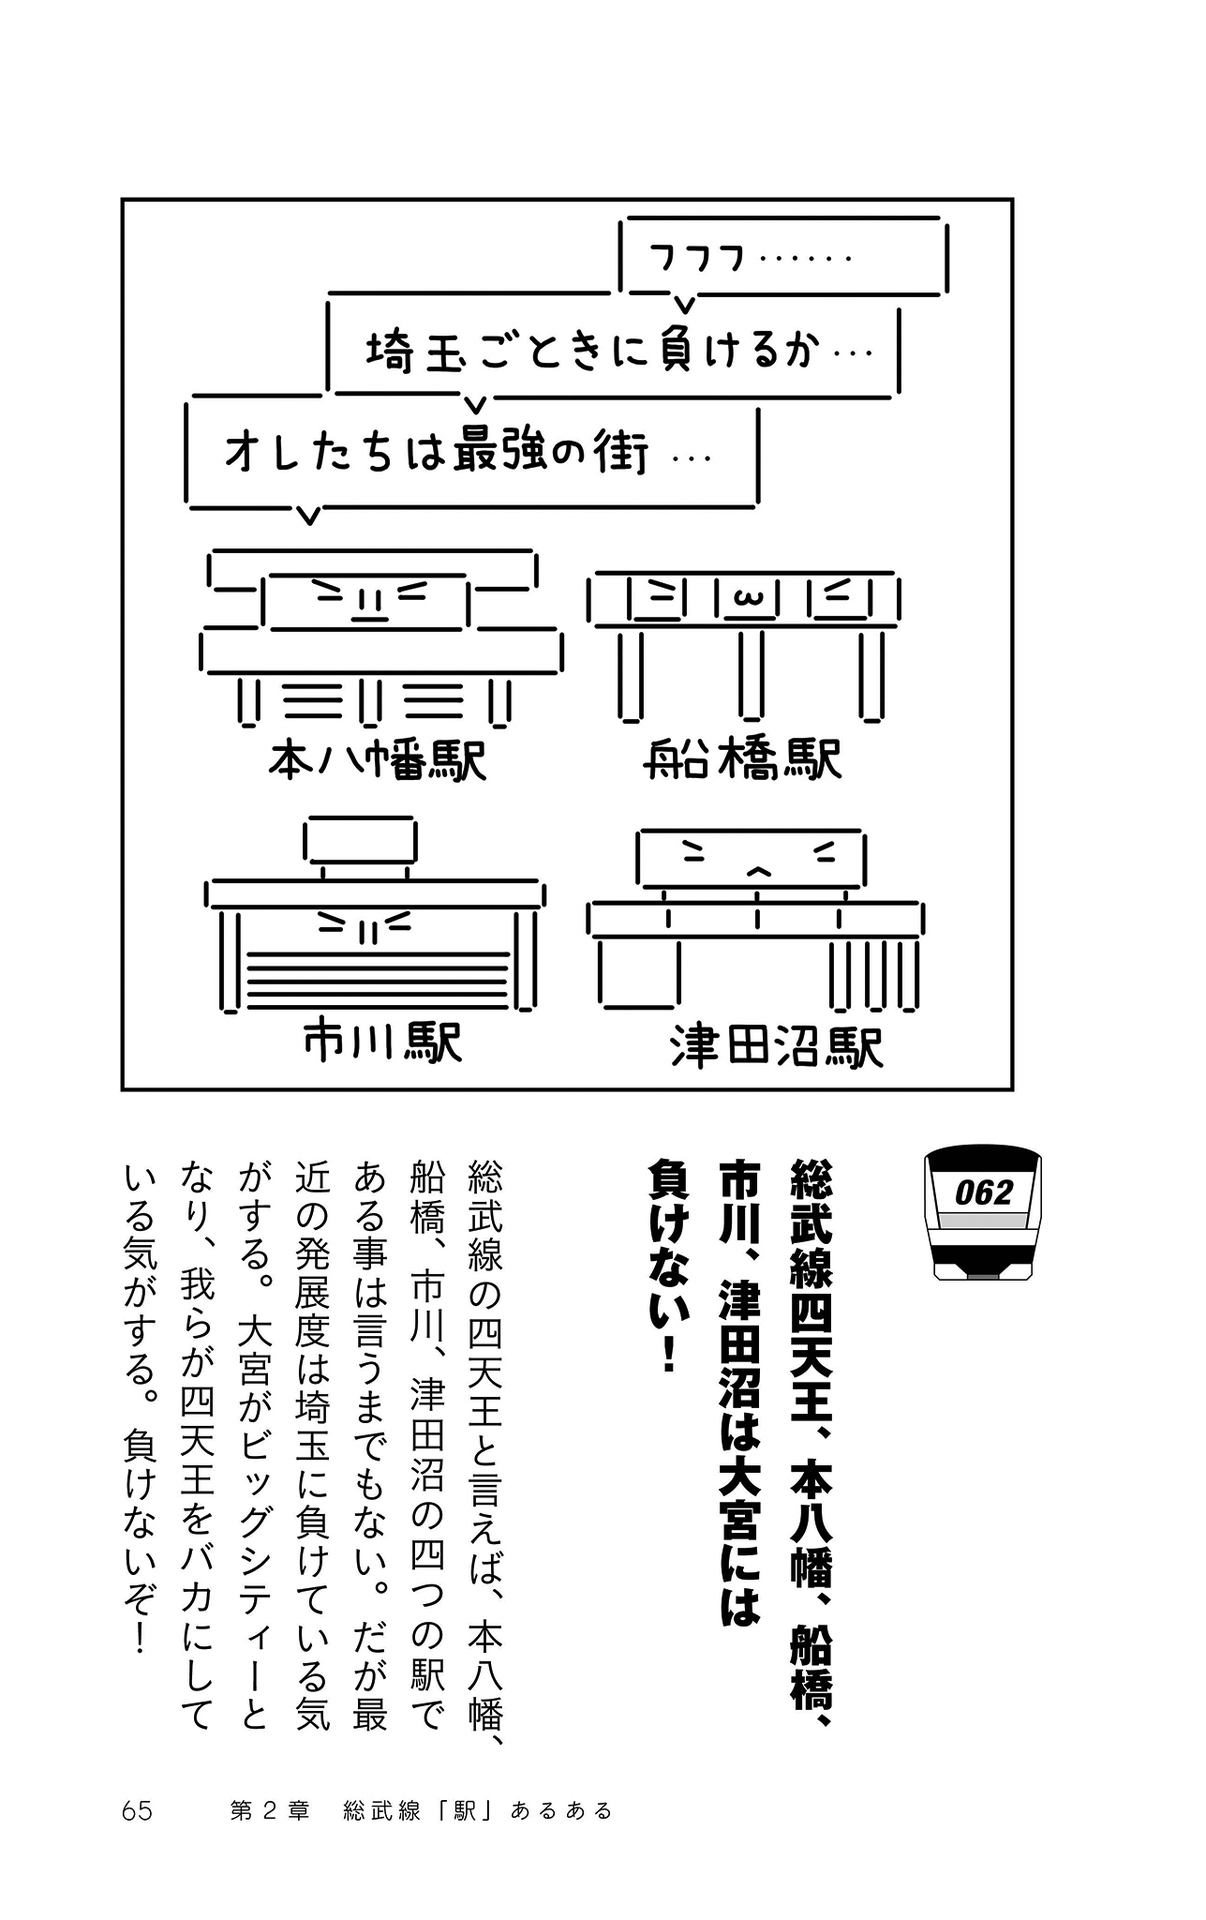 フフフ……
埼玉ごときに負けるか…
オレたちは最強の街…
本八幡駅
船橋駅
市川駅
津田沼駅
062
総武線四天王、本八幡、船橋、
市川、津田沼は大宮には
負けない！
総武線の四天王と言えば、本八幡、
船橋、市川、津田沼の四つの駅で
ある事は言うまでもない。だが最
近の発展度は埼玉に負けている気
がする。大宮がビッグシティーと
なり、我らが四天王をバカにして
いる気がする。負けないぞ！
65　第2章　総武線「駅」あるある